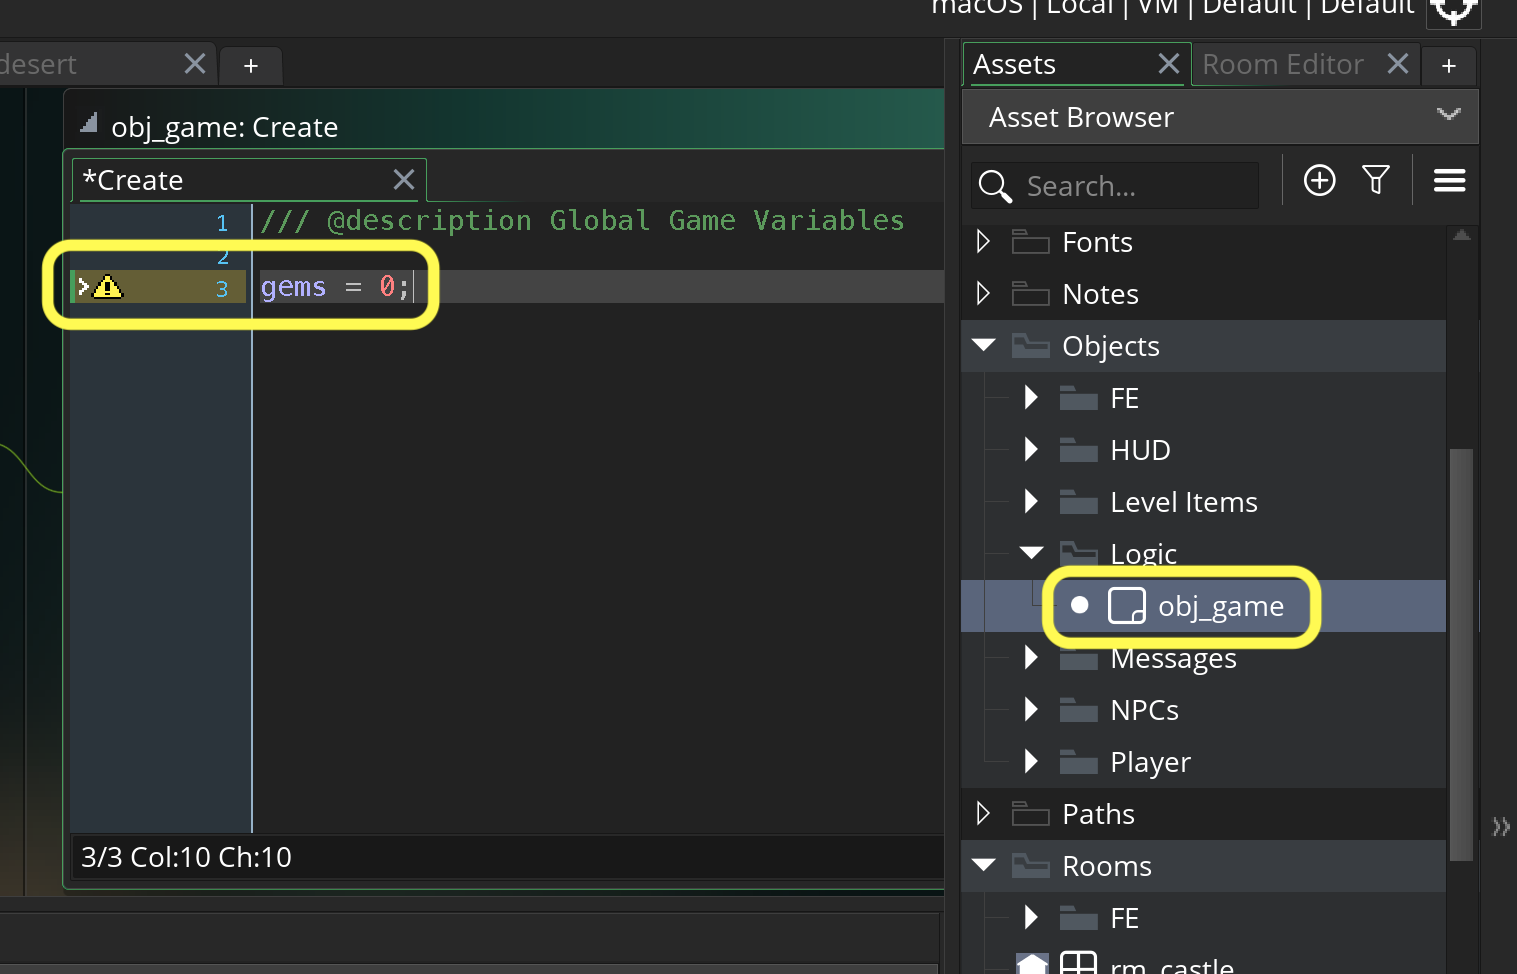 macOS | Local | VM | Default | Default
desert
+
Assets
Room Editor
+
obj_game: Create
Asset Browser
*Create
Search...
1
/// @description Global Game Variables
2
3
gems = 0;
3/3 Col:10 Ch:10
Fonts
Notes
Objects
FE
HUD
Level Items
Logic
obj_game
Messages
NPCs
Player
Paths
Rooms
FE
rm_castle